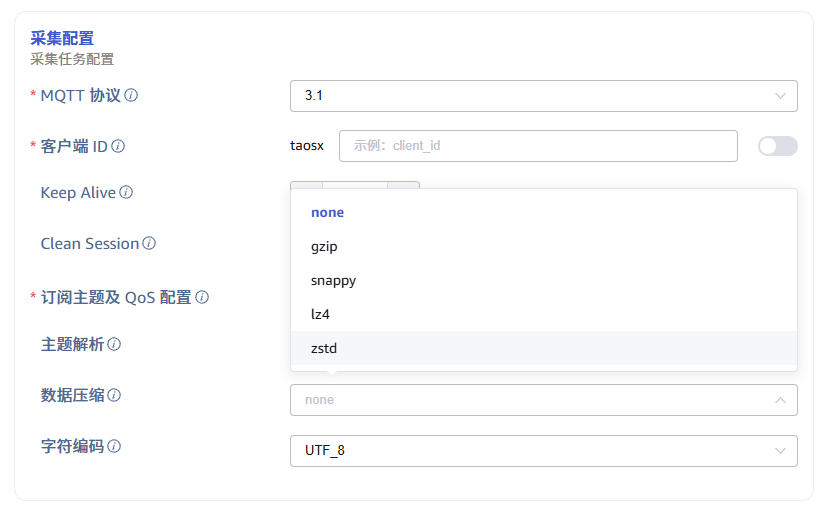 采集配置
采集任务配置
* MQTT 协议
3.1
* 客户端 ID
taosx
示例：client_id
Keep Alive
none
Clean Session
gzip
snappy
* 订阅主题及 QoS 配置
lz4
主题解析
zstd
数据压缩
none
字符编码
UTF_8